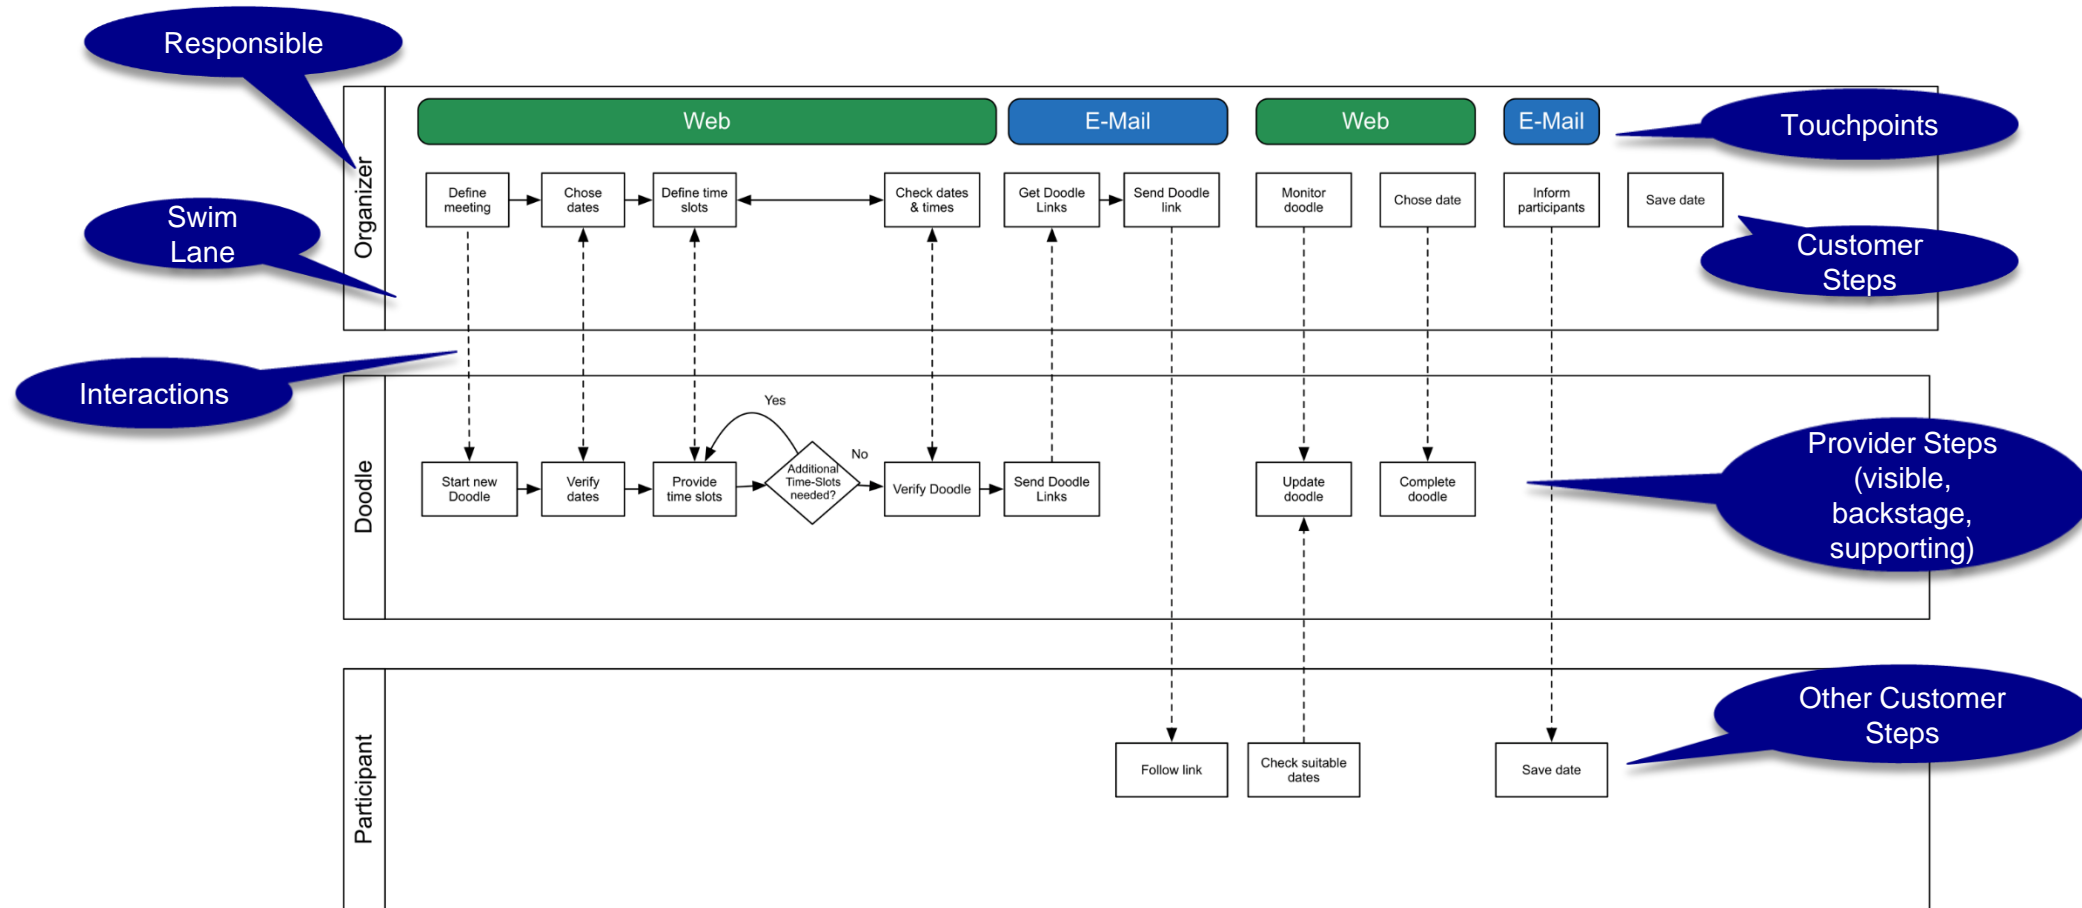 Responsible
Web
E-Mail
Web
E-Mail
Touchpoints
Organizer
Define
meeting
Chose
dates
Define time
slots
Check dates
& times
Get Doodle
Links
Send Doodle
link
Monitor
doodle
Chose date
Inform
participants
Save date
Swim
Lane
Customer
Steps
Interactions
Doodle
Yes
No
Start new
Doodle
Verify
dates
Provide
time slots
Additional
Time-Slots
needed?
Verify Doodle
Send Doodle
Links
Update
doodle
Complete
doodle
Provider Steps
(visible,
backstage,
supporting)
Participant
Follow link
Check suitable
dates
Save date
Other Customer
Steps